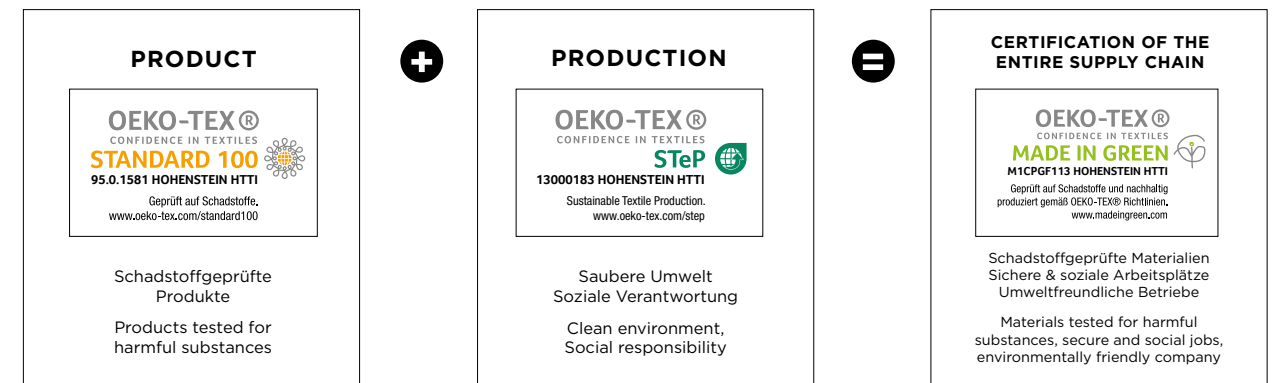 PRODUCT
OEKO-TEX®
CONFIDENCE IN TEXTILES
STANDARD 100
95.0.1581 HOHENSTEIN HTTI
Geprüft auf Schadstoffe.
www.oeko-tex.com/standard100
Schadstoffgeprüfte
Produkte
Products tested for
harmful substances
+
PRODUCTION
OEKO-TEX®
CONFIDENCE IN TEXTILES
STeP
13000183 HOHENSTEIN HTTI
Sustainable Textile Production.
www.oeko-tex.com/step
Saubere Umwelt
Soziale Verantwortung
Clean environment,
Social responsibility
=
CERTIFICATION OF THE
ENTIRE SUPPLY CHAIN
OEKO-TEX®
CONFIDENCE IN TEXTILES
MADE IN GREEN
M1CPGF113 HOHENSTEIN HTTI
Geprüft auf Schadstoffe und nachhaltig
produziert gemäß OEKO-TEX® Richtlinien.
www.madeingreen.com
Schadstoffgeprüfte Materialien
Sichere & soziale Arbeitsplätze
Umweltfreundliche Betriebe
Materials tested for harmful
substances, secure and social jobs,
environmentally friendly company